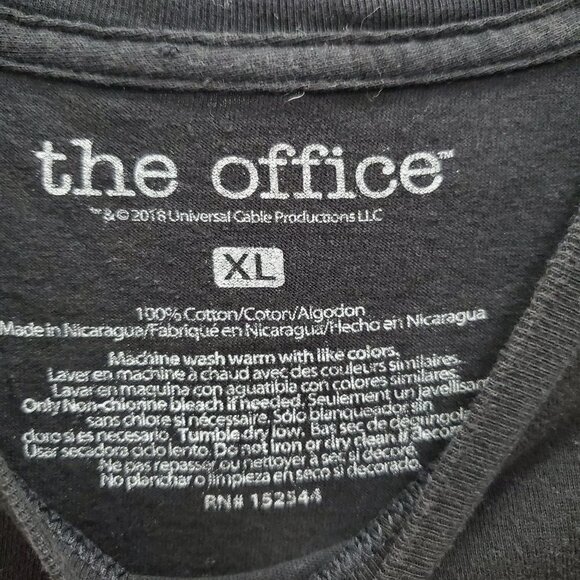 the office™
™&© 2018 Universal Cable Productions LLC
XL
100% Cotton/Coton/Algodon
Made in Nicaragua/Fabriqué en Nicaragua/Hecho en Nicaragua
Machine wash warm with like colors.
Laver en machine à chaud avec des couleurs similaires.
Lavar en maquina con aguatibia con colores similares.
Only Non-chlorine bleach if needed. Seulement un javellisant
sans chlore si nécessaire. Sólo blanqueador sin
cloro si es necesario. Tumble dry low. Bas sec de dégringola
Usar secadora ciclo lento. Do not iron or dry clean if decora
Ne pas repasser ou nettoyer à sec si décoré
No planchar o limpieza en seco si decorado.
RN# 152544